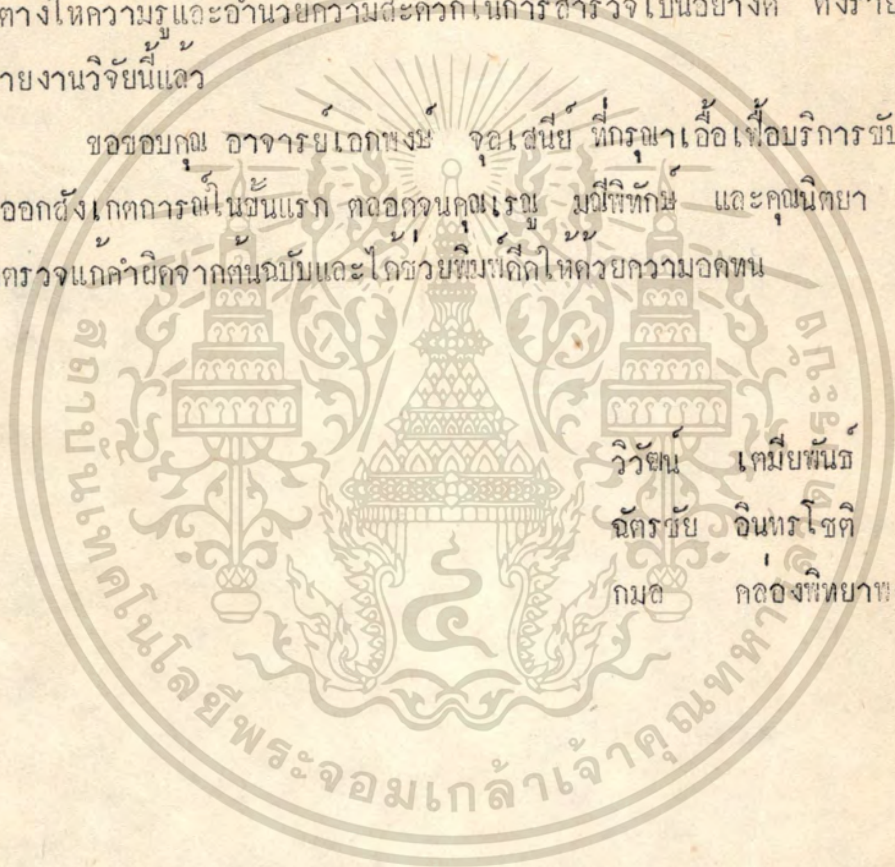 ต่างให้ความรู้และอำนวยความสะดวกในการสำรวจเป็นอย่างดี
ายงานวิจัยนี้แล้ว
ขอขอบคุณ อาจารย์เอกพงษ์ จุลเสนีย์ ที่กรุณาเอื้อเฟื้อบริการขับ
ออกสังเกตการณ์ในขั้นแรก ตลอดจนคุณเรณู มณีพิทักษ์ และคุณนิตยา
ตรวจแก้คำผิดจากต้นฉบับและได้ช่วยพิมพ์ดีดให้ด้วยความอดทน
วิวัฒน์ เตมียพันธ์
ฉัตรชัย อินทรโชติ
กมล คล่องพิทยาพ
สถาบันเทคโนโลยีพระจอมเกล้าเจ้าคุณทหารลาดกระบัง